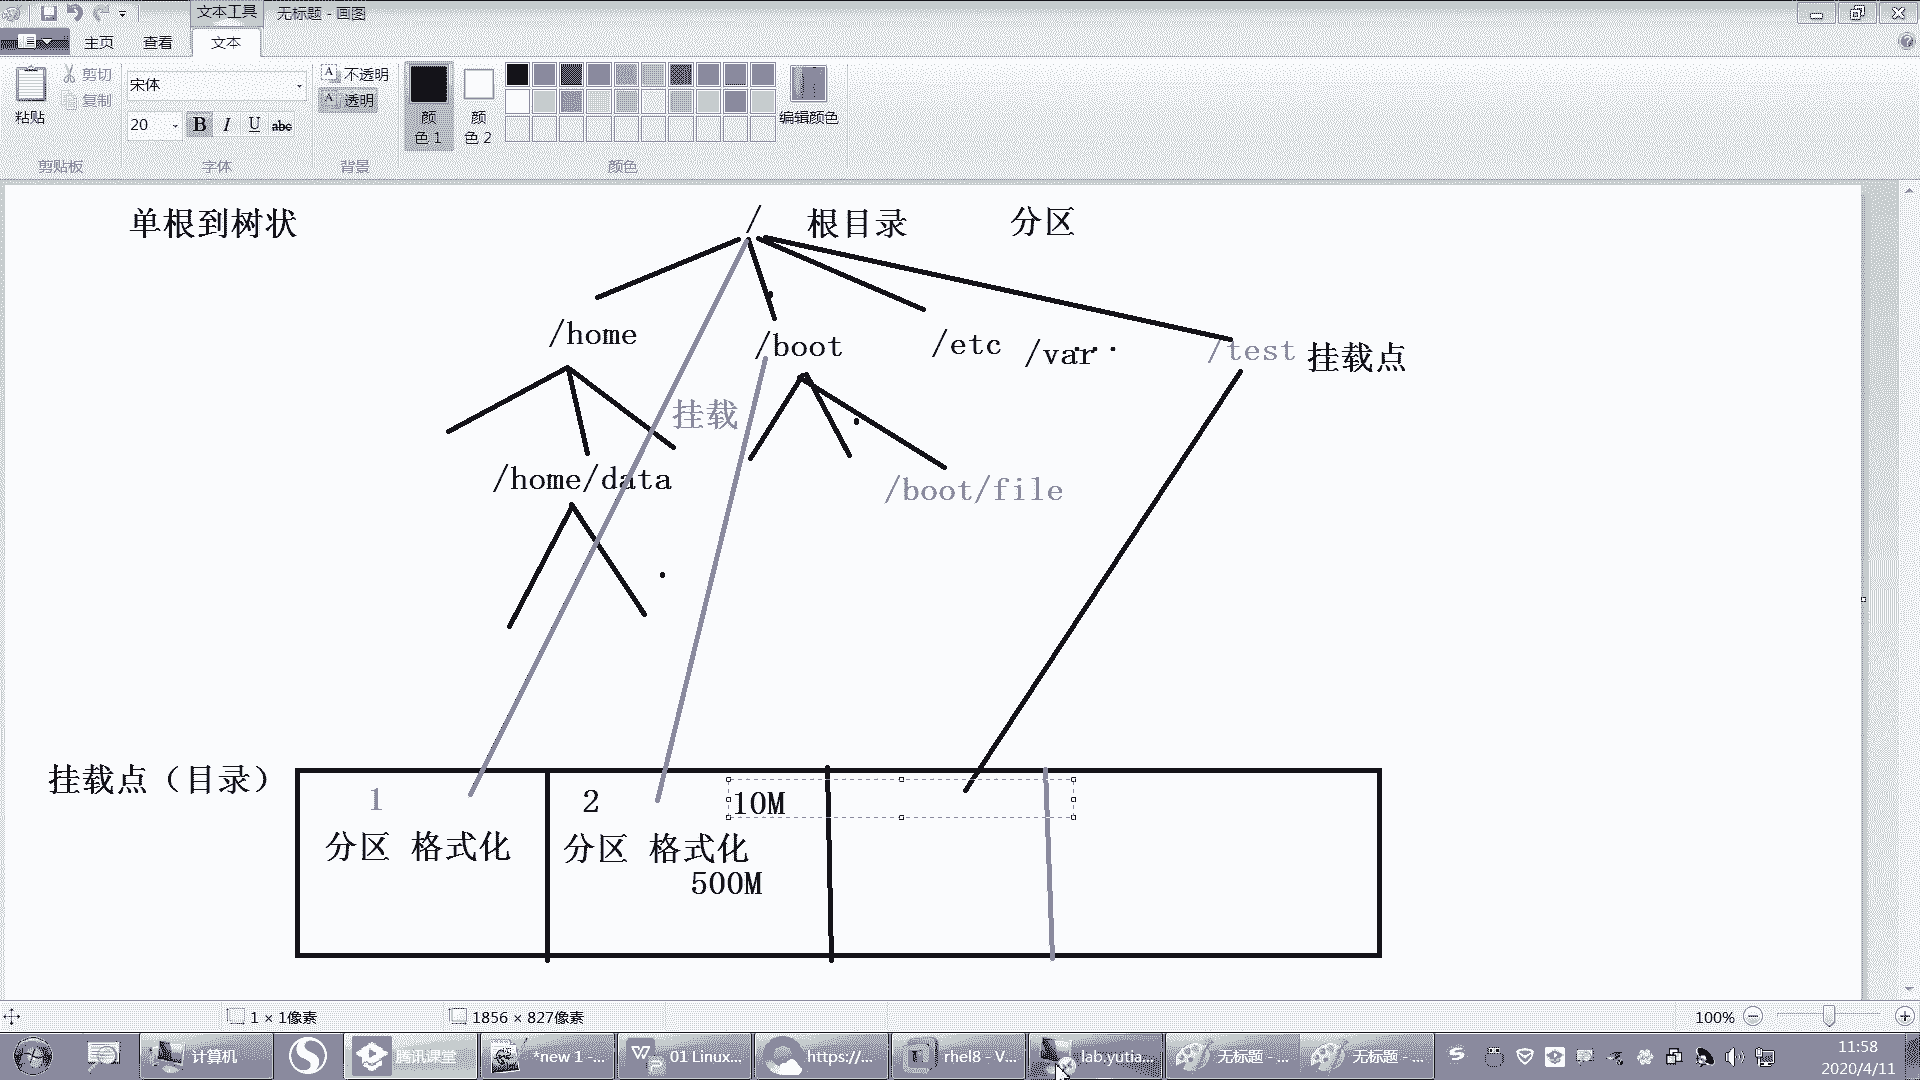 文本工具 无标题 - 画图
主页 查看 文本
粘贴
剪切
复制
宋体
20 B I U abc
不透明
透明
颜色 1
颜色 2
编辑颜色
剪贴板 字体 背景 颜色
单根到树状 / 根目录 分区
/home /boot /etc /var... /test 挂载点
挂载
/home/data /boot/file
挂载点（目录）
1 2 10M
分区 格式化 分区 格式化
500M
1 × 1像素 1856 × 827像素 100%
计算机 腾讯课堂 *new 1 -... 01 Linux... https://... rhel8 - V... lab.yutia... 无标题 - ... 无标题 - ...
11:58
2020/4/11